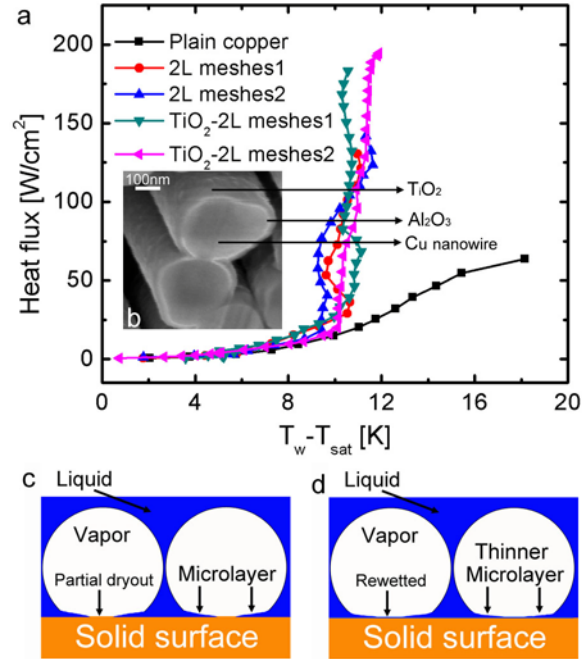 a
200
150
100
50
0
Heat flux [W/cm²]
Plain copper
2L meshes1
2L meshes2
TiO₂-2L meshes1
TiO₂-2L meshes2
100nm
TiO₂
Al₂O₃
Cu nanowire
b
0 4 8 12 16 20
T_w-T_sat [K]
c
Liquid
Vapor
Partial dryout
Microlayer
Solid surface
d
Liquid
Vapor
Rewetted
Thinner
Microlayer
Solid surface